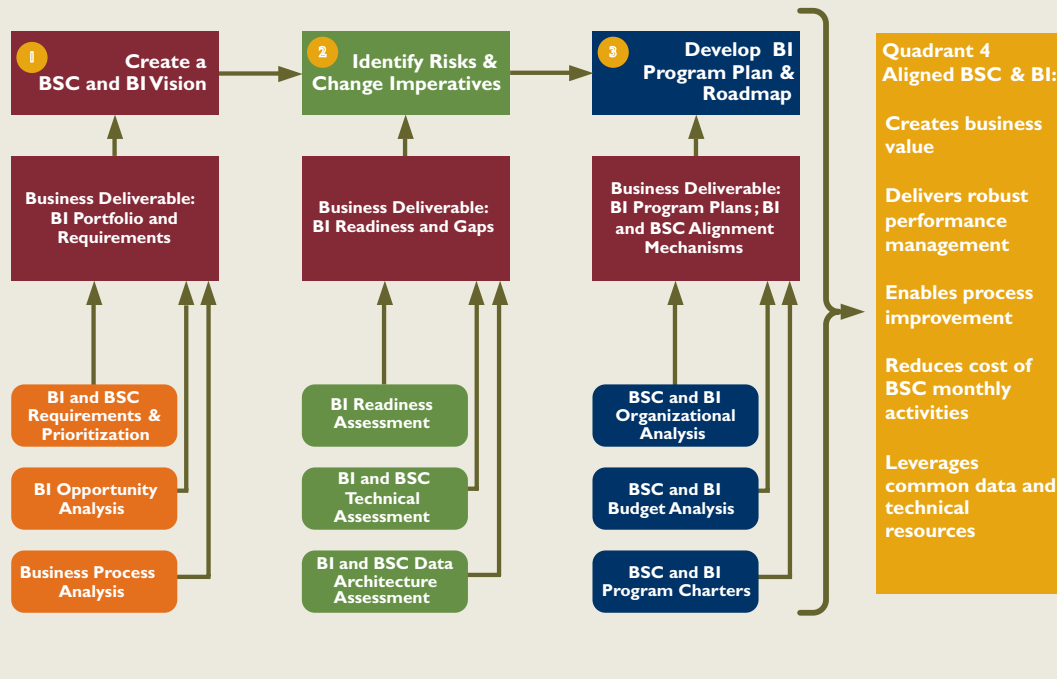 1
Create a
BSC and BI Vision
2
Identify Risks &
Change Imperatives
3
Develop BI
Program Plan &
Roadmap
Business Deliverable:
BI Portfolio and
Requirements
Business Deliverable:
BI Readiness and Gaps
Business Deliverable:
BI Program Plans; BI
and BSC Alignment
Mechanisms
BI and BSC
Requirements &
Prioritization
BI Opportunity
Analysis
Business Process
Analysis
BI Readiness
Assessment
BI and BSC
Technical
Assessment
BI and BSC Data
Architecture
Assessment
BSC and BI
Organizational
Analysis
BSC and BI
Budget Analysis
BSC and BI
Program Charters
Quadrant 4
Aligned BSC & BI:
Creates business
value
Delivers robust
performance
management
Enables process
improvement
Reduces cost of
BSC monthly
activities
Leverages
common data and
technical
resources